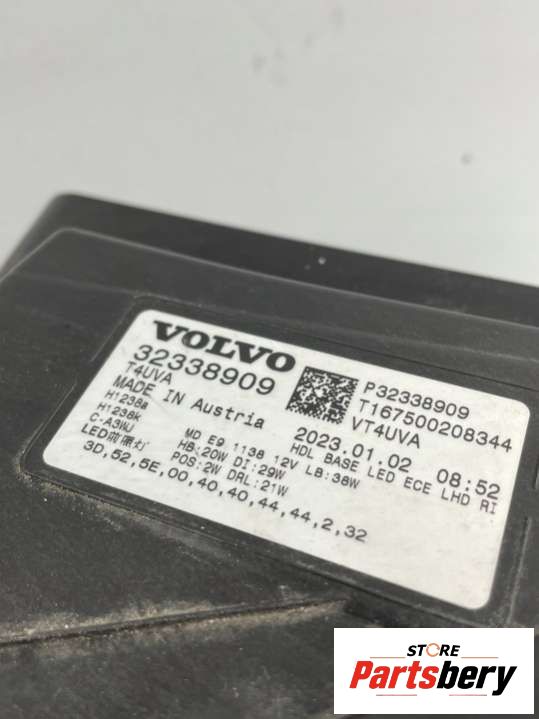 VOLVO
32338909
T4UVA
MADE IN Austria
P32338909
T167500208344
VT4UVA
2023.01.02 08:52
HDL BASE LED ECE LHD RI
H1238a
H1238k
C-A3WJ
LED前照灯
MD E9 1138 12V LB:38W
HB:20W DI:29W
POS:2W DRL:21W
3D,52,5E,00,40,40,44,44,2,32
STORE
Partsbery